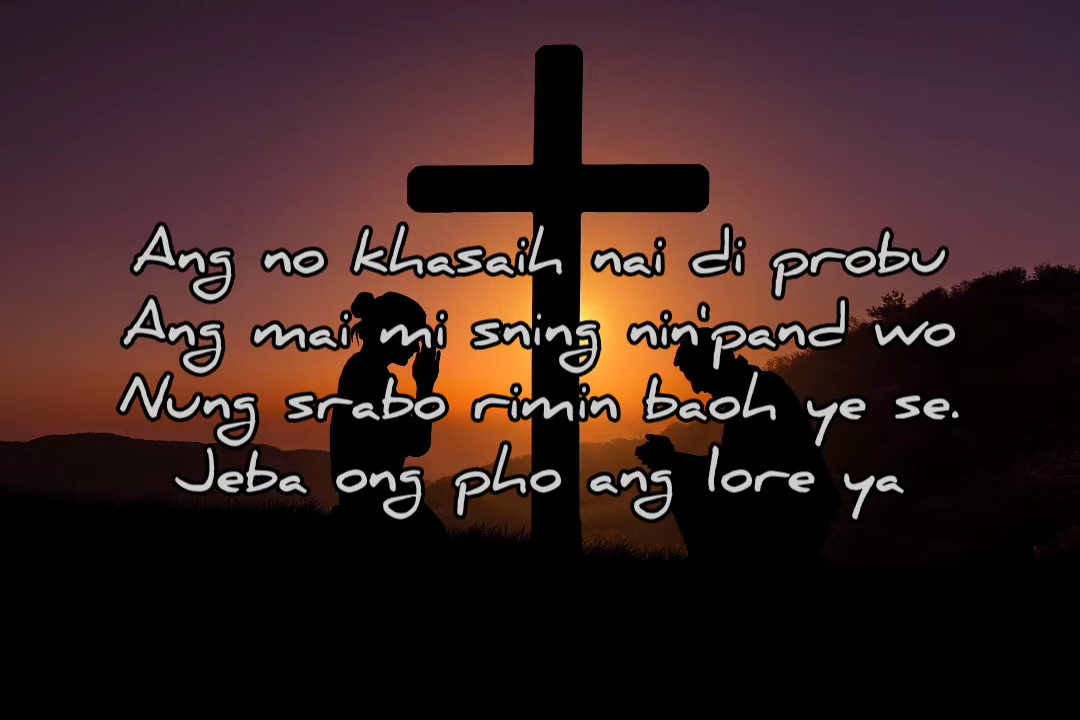 Ang no khasaih nai di probu
Ang mai mi sning nin'pand wo
Nung srabo rimin baoh ye se.
Jeba ong pho ang lore ya